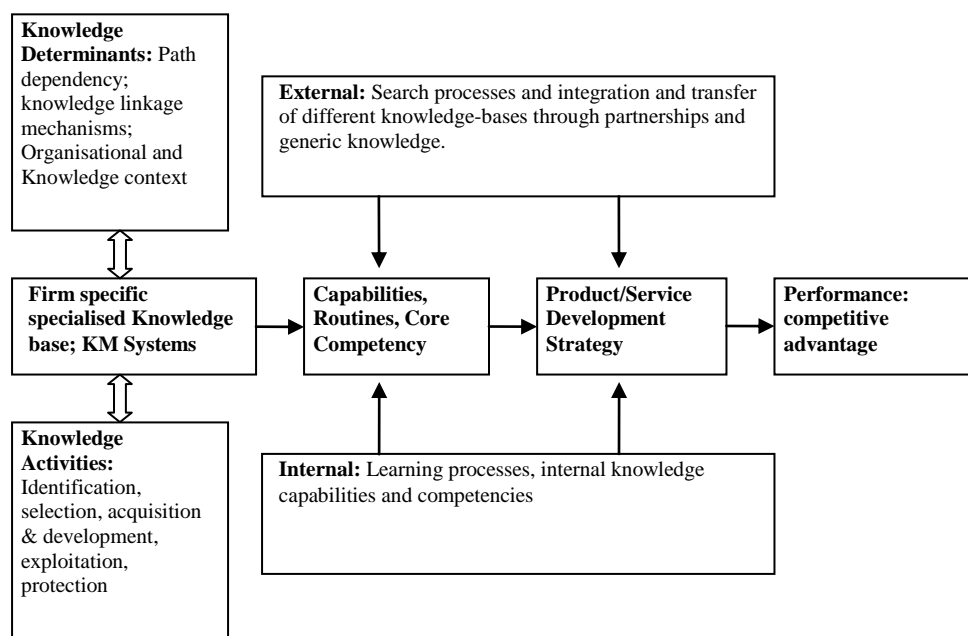 Knowledge
Determinants: Path
dependency;
knowledge linkage
mechanisms;
Organisational and
Knowledge context
External: Search processes and integration and transfer
of different knowledge-bases through partnerships and
generic knowledge.
Firm specific
specialised Knowledge
base; KM Systems
Capabilities,
Routines, Core
Competency
Product/Service
Development
Strategy
Performance:
competitive
advantage
Knowledge
Activities:
Identification,
selection, acquisition
& development,
exploitation,
protection
Internal: Learning processes, internal knowledge
capabilities and competencies